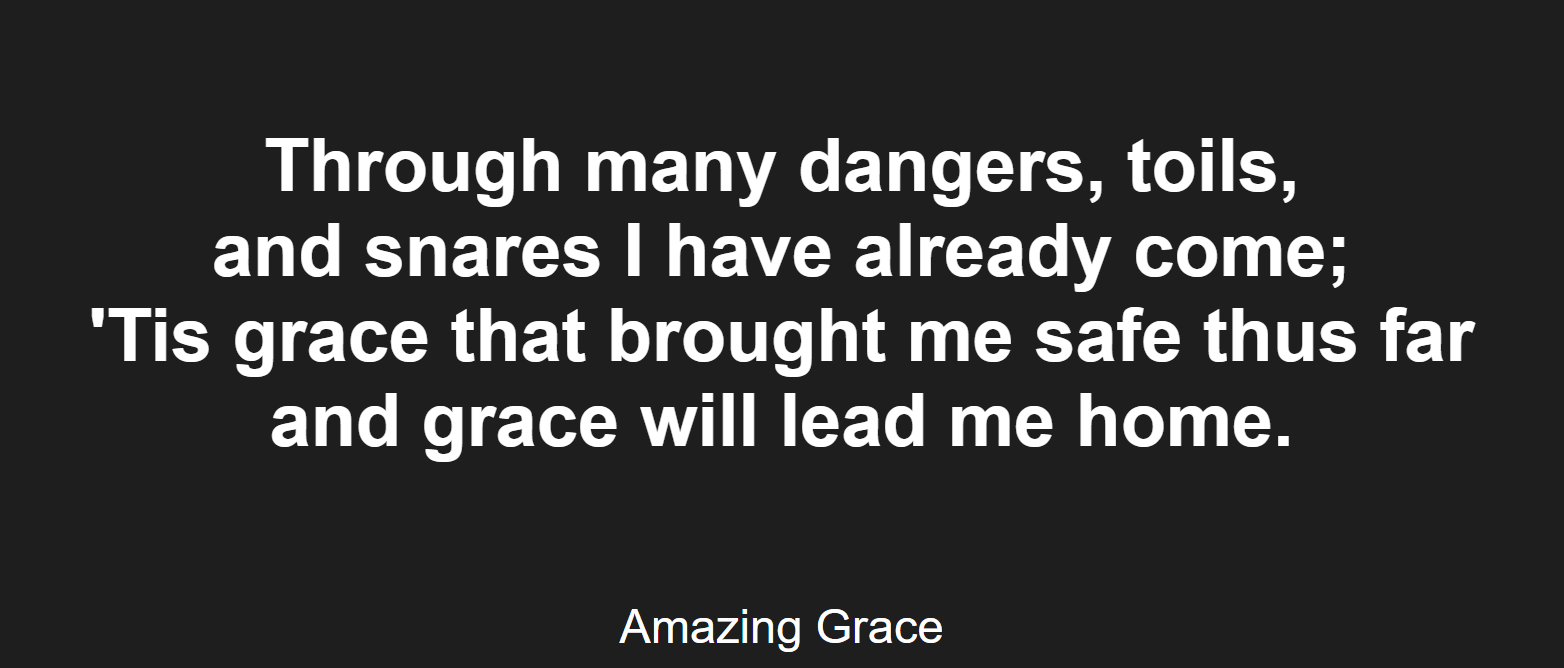 Through many dangers, toils,
and snares I have already come;
'Tis grace that brought me safe thus far
and grace will lead me home.
Amazing Grace